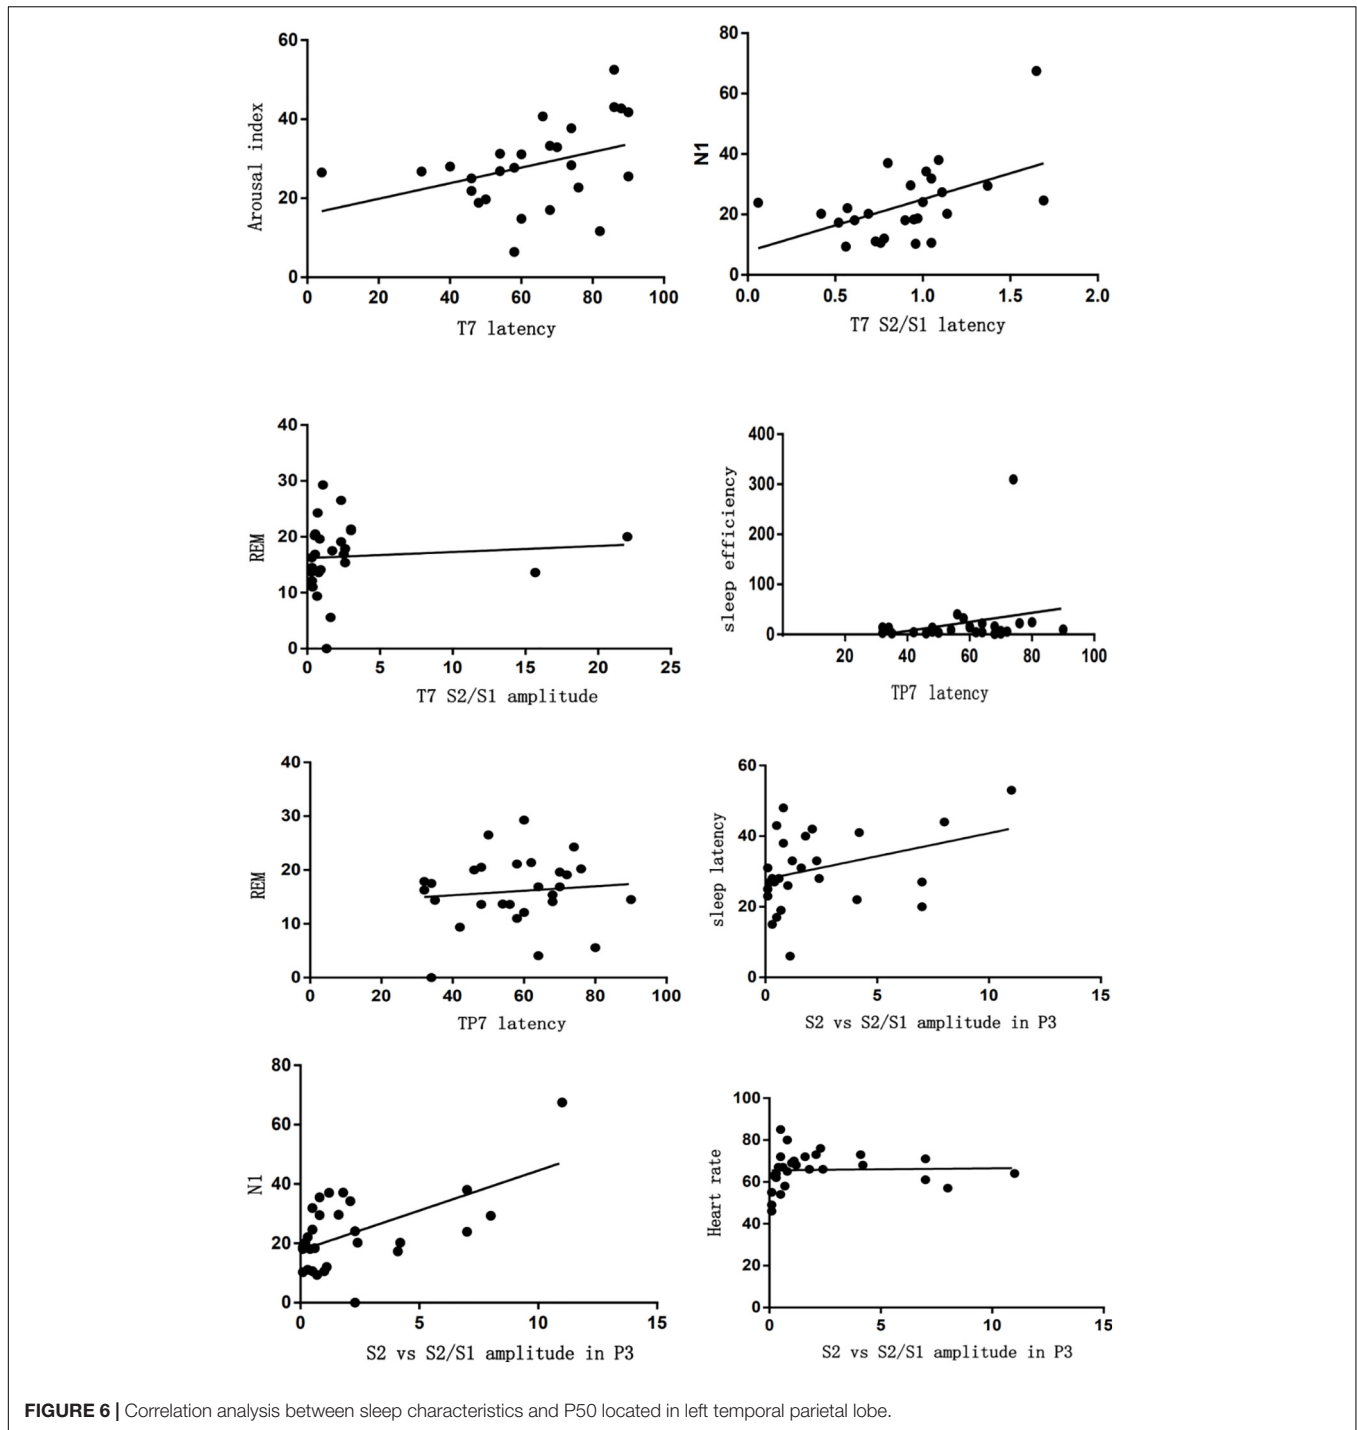 60
40
20
0
Arousal index
0 20 40 60 80 100
T7 latency
80
60
40
20
0
N1
0.0 0.5 1.0 1.5 2.0
T7 S2/S1 latency
40
30
20
10
0
REM
0 5 10 15 20 25
T7 S2/S1 amplitude
400
300
200
100
0
sleep efficiency
20 40 60 80 100
TP7 latency
40
30
20
10
0
REM
0 20 40 60 80 100
TP7 latency
60
40
20
0
sleep latency
0 5 10 15
S2 vs S2/S1 amplitude in P3
80
60
40
20
0
N1
0 5 10 15
S2 vs S2/S1 amplitude in P3
100
80
60
40
20
0
Heart rate
0 5 10 15
S2 vs S2/S1 amplitude in P3
FIGURE 6 | Correlation analysis between sleep characteristics and P50 located in left temporal parietal lobe.